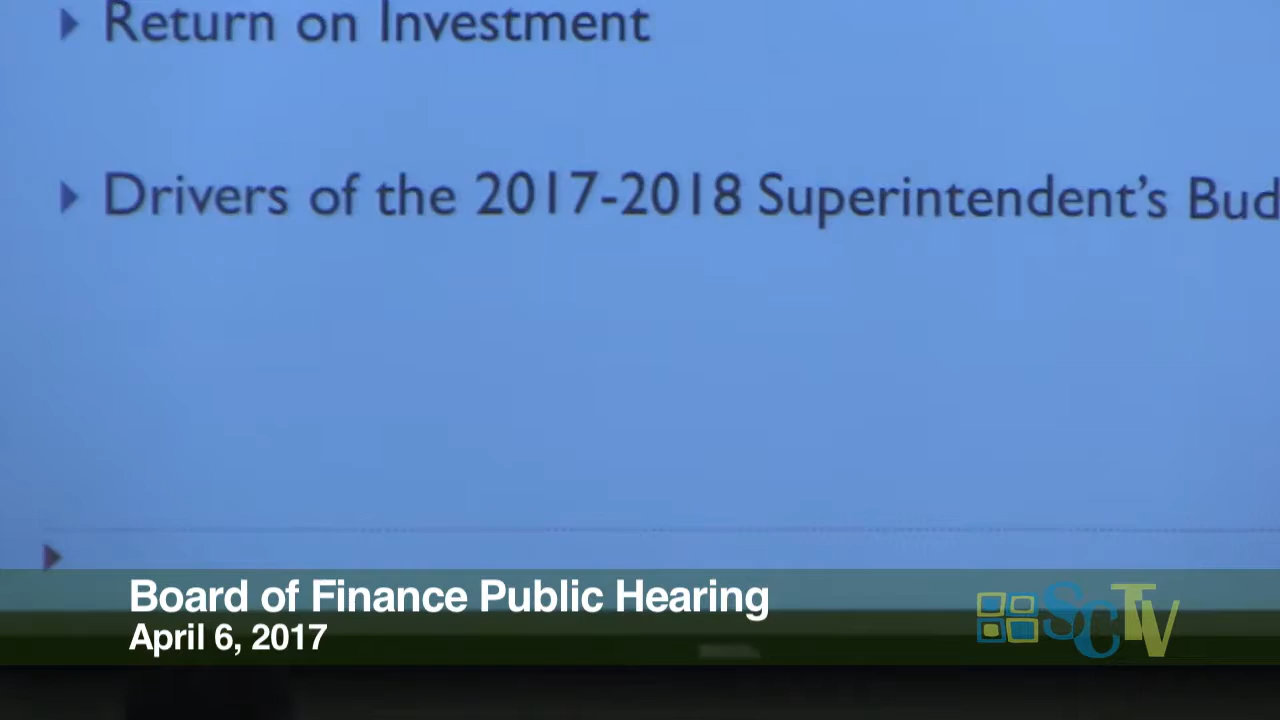 Return on Investment
Drivers of the 2017-2018 Superintendent's Bud
Board of Finance Public Hearing
April 6, 2017
SCTV